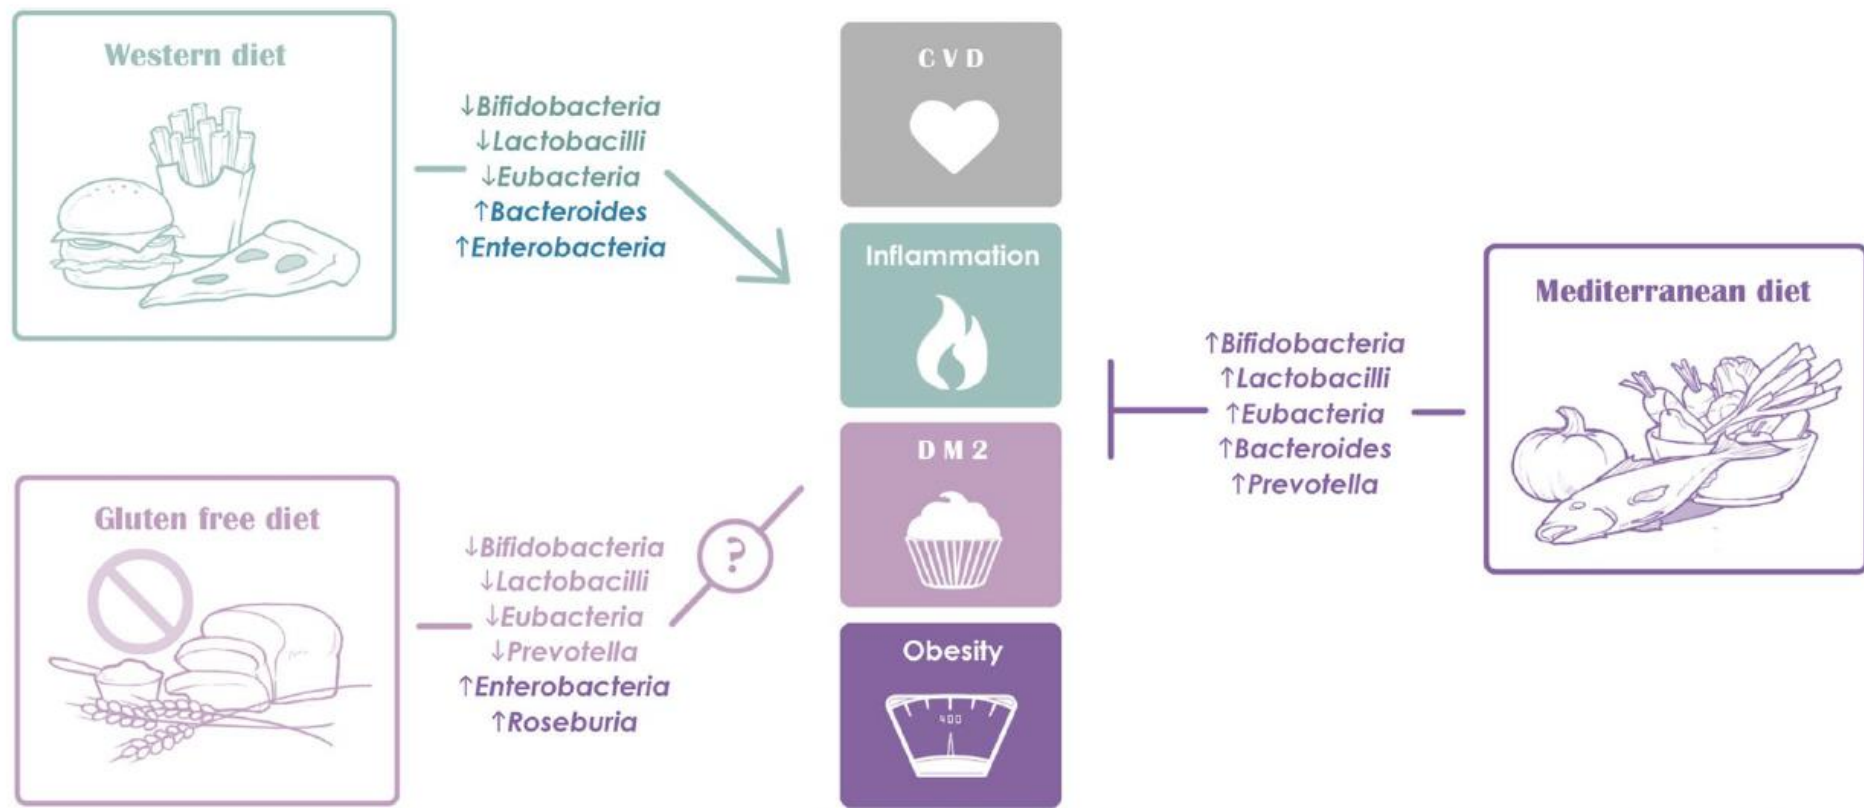 Western diet
↓Bifidobacteria
↓Lactobacilli
↓Eubacteria
↑Bacteroides
↑Enterobacteria
Gluten free diet
↓Bifidobacteria
↓Lactobacilli
↓Eubacteria
↓Prevotella
↑Enterobacteria
↑Roseburia
?
CVD
Inflammation
DM2
Obesity
400
↑Bifidobacteria
↑Lactobacilli
↑Eubacteria
↑Bacteroides
↑Prevotella
Mediterranean diet